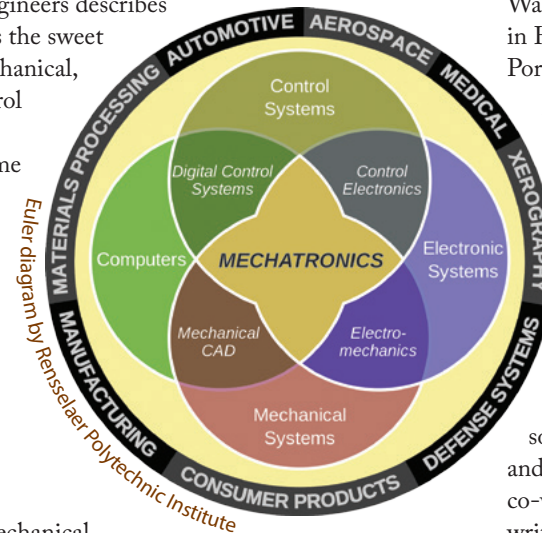 gineers describes
s the sweet
hanical,
rol
me
Wa
in
Por
AUTOMOTIVE
AEROSPACE
MEDICAL
XEROGRAPHY
DEFENSE SYSTEMS
CONSUMER PRODUCTS
MANUFACTURING
MATERIALS PROCESSING
Control
Systems
Digital Control
Systems
Control
Electronics
Computers
MECHATRONICS
Electronic
Systems
Mechanical
CAD
Electro-
mechanics
Mechanical
Systems
Euler diagram by Rensselaer Polytechnic Institute
so
and
co-
writ
echanical